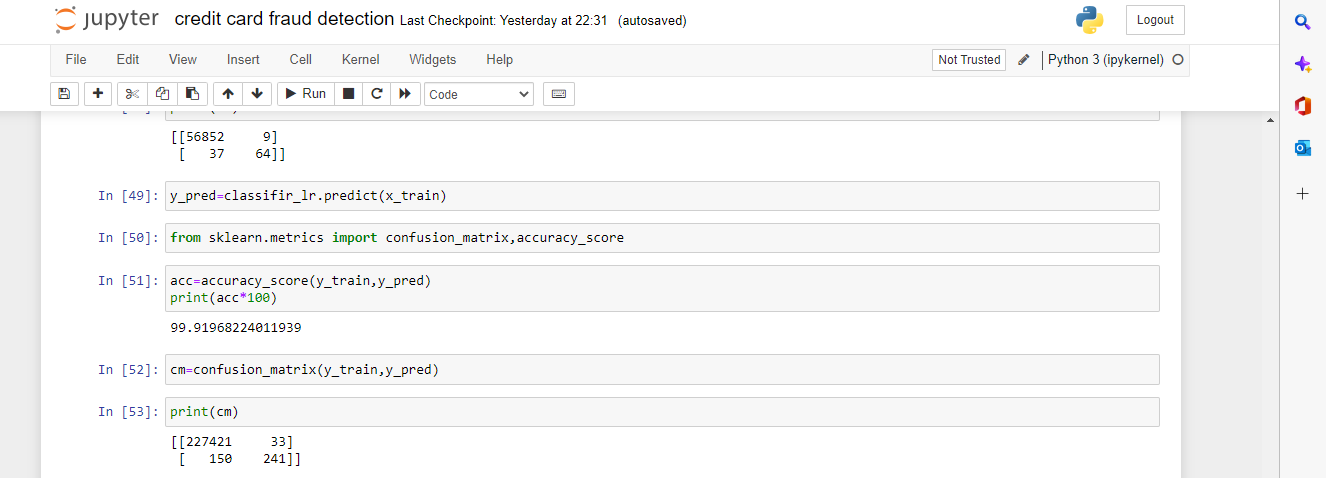 jupyter credit card fraud detection Last Checkpoint: Yesterday at 22:31 (autosaved)
Logout
File Edit View Insert Cell Kernel Widgets Help
Not Trusted Python 3 (ipykernel)
Run Code
[[56852 9]
[ 37 64]]
In [49]: y_pred=classifir_lr.predict(x_train)
In [50]: from sklearn.metrics import confusion_matrix,accuracy_score
In [51]: acc=accuracy_score(y_train,y_pred)
print(acc*100)
99.91968224011939
In [52]: cm=confusion_matrix(y_train,y_pred)
In [53]: print(cm)
[[227421 33]
[ 150 241]]